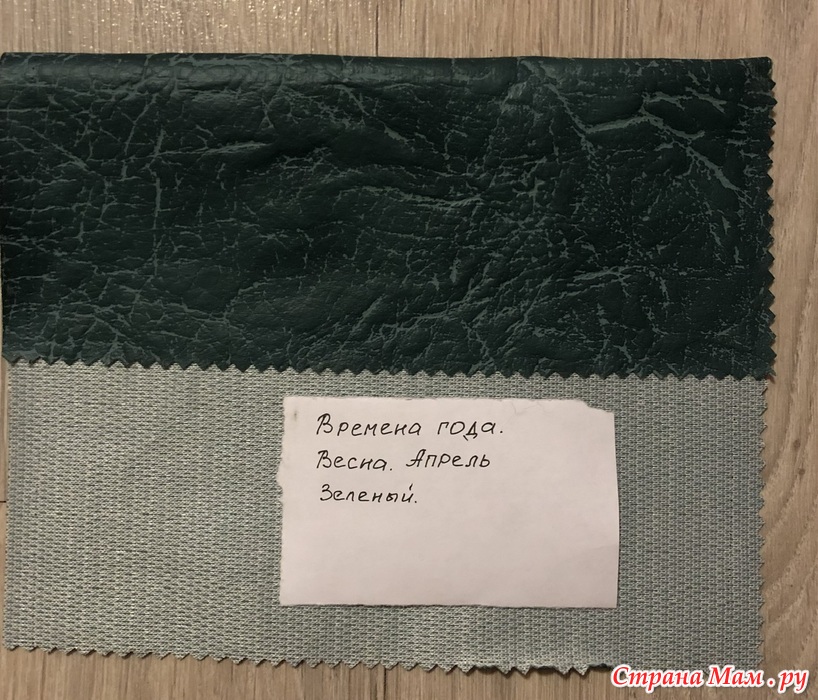 Времена года.
Весна. Апрель
Зеленый.
Страна Мам.ру